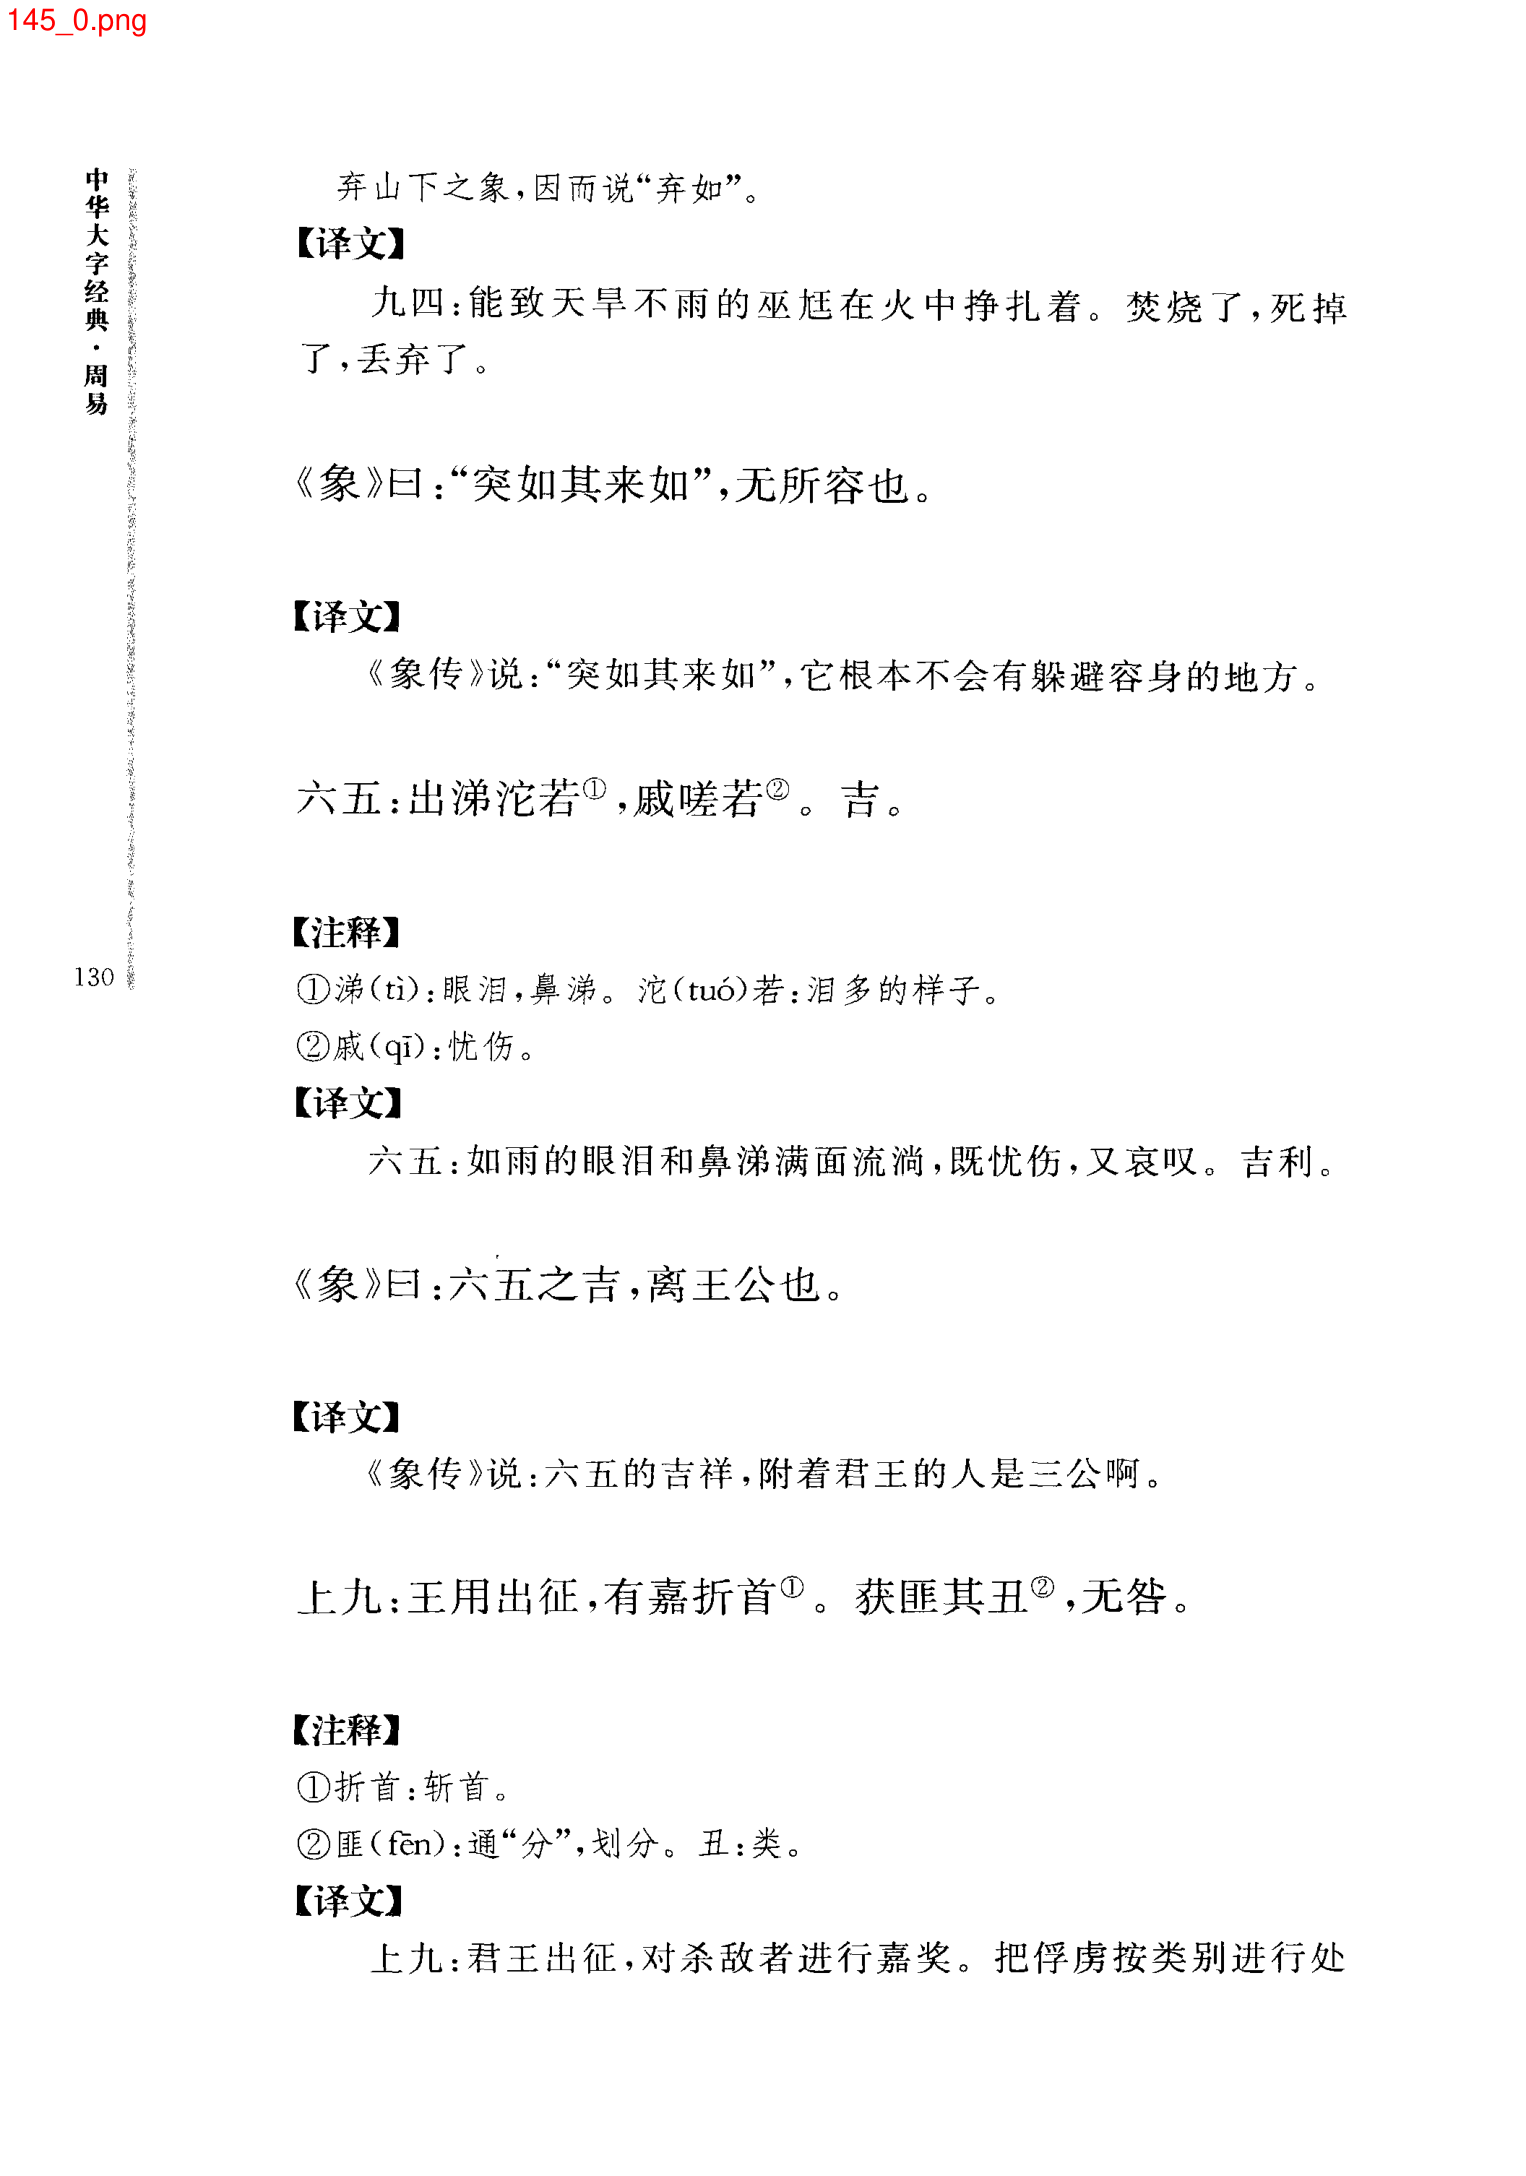 145_0.png
中华大字经典·周易
130
弃山下之象，因而说“弃如”。
【译文】
九四：能致天旱不雨的巫尪在火中挣扎着。焚烧了，死掉
了，丢弃了。
《象》曰：“突如其来如”，无所容也。
【译文】
《象传》说：“突如其来如”，它根本不会有躲避容身的地方。
六五：出涕沱若①，戚嗟若②。吉。
【注释】
①涕(tì)：眼泪，鼻涕。沱(tuó)若：泪多的样子。
②戚(qī)：忧伤。
【译文】
六五：如雨的眼泪和鼻涕满面流淌，既忧伤，又哀叹。吉利。
《象》曰：六五之吉，离王公也。
【译文】
《象传》说：六五的吉祥，附着君王的人是三公啊。
上九：王用出征，有嘉折首①。获匪其丑②，无咎。
【注释】
①折首：斩首。
②匪(fēn)：通“分”，划分。丑：类。
【译文】
上九：君王出征，对杀敌者进行嘉奖。把俘虏按类别进行处